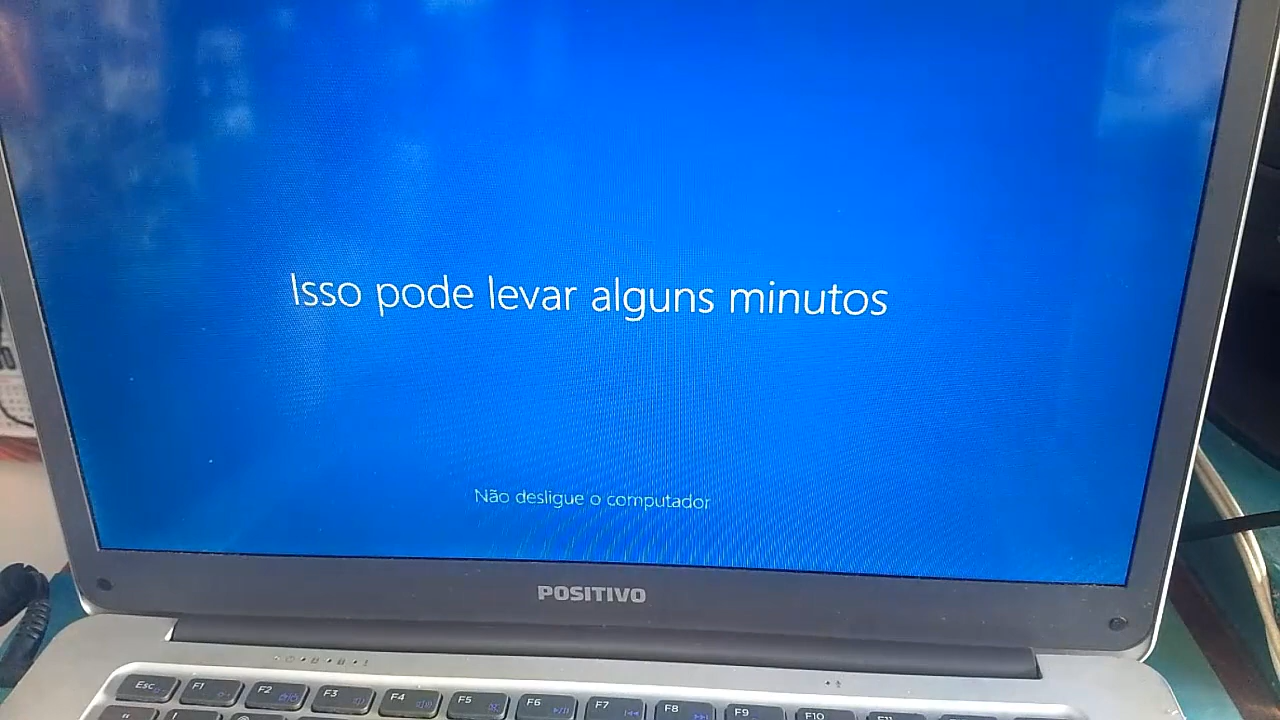 Isso pode levar alguns minutos
Não desligue o computador
POSITIVO
Esc F1 F2 F3 F4 F5 F6 F7 F8 F9 F10 F11